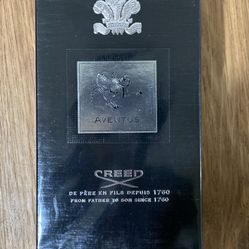 AVENTUS
CREED
DE PÈRE EN FILS DEPUIS 1760
FROM FATHER TO SON SINCE 1760